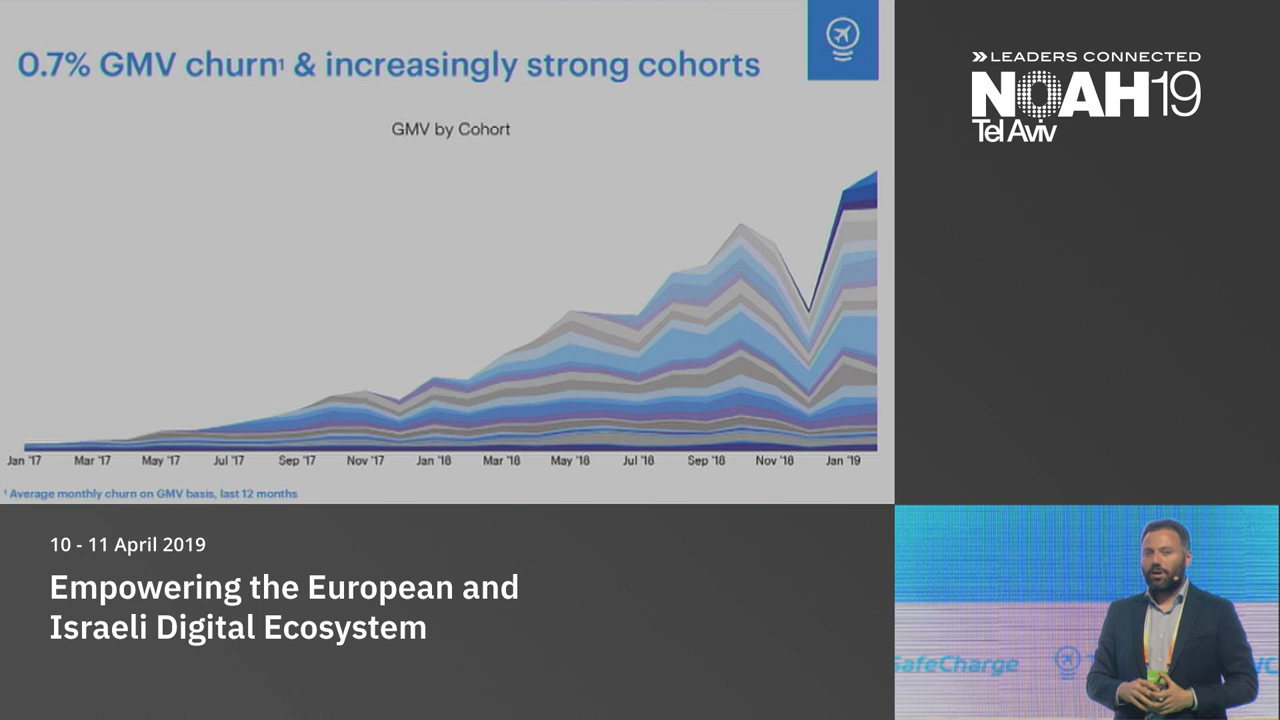 0.7% GMV churn¹ & increasingly strong cohorts
GMV by Cohort
Jan '17 Mar '17 May '17 Jul '17 Sep '17 Nov '17 Jan '18 Mar '18 May '18 Jul '18 Sep '18 Nov '18 Jan '19
¹ Average monthly churn on GMV basis, last 12 months
LEADERS CONNECTED
NOAH19
Tel Aviv
10 - 11 April 2019
Empowering the European and
Israeli Digital Ecosystem
SafeCharge